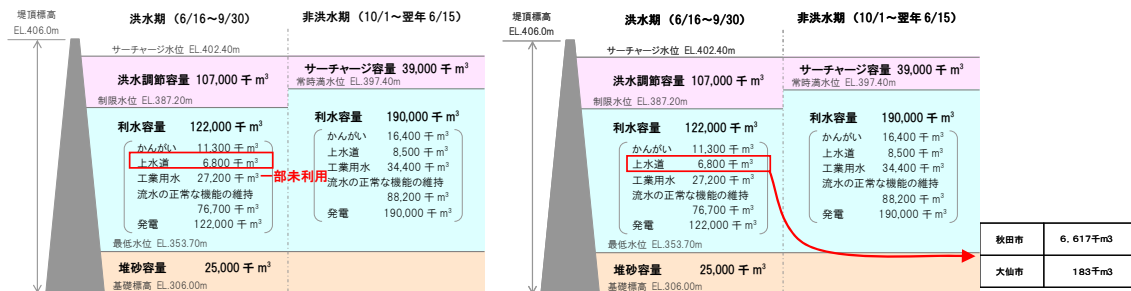 堤頂標高
EL.406.0m
洪水期（6/16～9/30）
非洪水期（10/1～翌年 6/15）
サーチャージ水位 EL.402.40m
洪水調節容量 107,000 千 m³
サーチャージ容量 39,000 千 m³
常時満水位 EL.397.40m
制限水位 EL.387.20m
利水容量 122,000 千 m³
かんがい 11,300 千 m³
上水道 6,800 千 m³
一部未利用
工業用水 27,200 千 m³
流水の正常な機能の維持
76,700 千 m³
発電 122,000 千 m³
利水容量 190,000 千 m³
かんがい 16,400 千 m³
上水道 8,500 千 m³
工業用水 34,400 千 m³
流水の正常な機能の維持
88,200 千 m³
発電 190,000 千 m³
最低水位 EL.353.70m
堆砂容量 25,000 千 m³
基礎標高 EL.306.00m
堤頂標高
EL.406.0m
洪水期（6/16～9/30）
非洪水期（10/1～翌年 6/15）
サーチャージ水位 EL.402.40m
洪水調節容量 107,000 千 m³
サーチャージ容量 39,000 千 m³
常時満水位 EL.397.40m
制限水位 EL.387.20m
利水容量 122,000 千 m³
かんがい 11,300 千 m³
上水道 6,800 千 m³
工業用水 27,200 千 m³
流水の正常な機能の維持
76,700 千 m³
発電 122,000 千 m³
利水容量 190,000 千 m³
かんがい 16,400 千 m³
上水道 8,500 千 m³
工業用水 34,400 千 m³
流水の正常な機能の維持
88,200 千 m³
発電 190,000 千 m³
最低水位 EL.353.70m
堆砂容量 25,000 千 m³
基礎標高 EL.306.00m
秋田市 6,617千m3
大仙市 183千m3